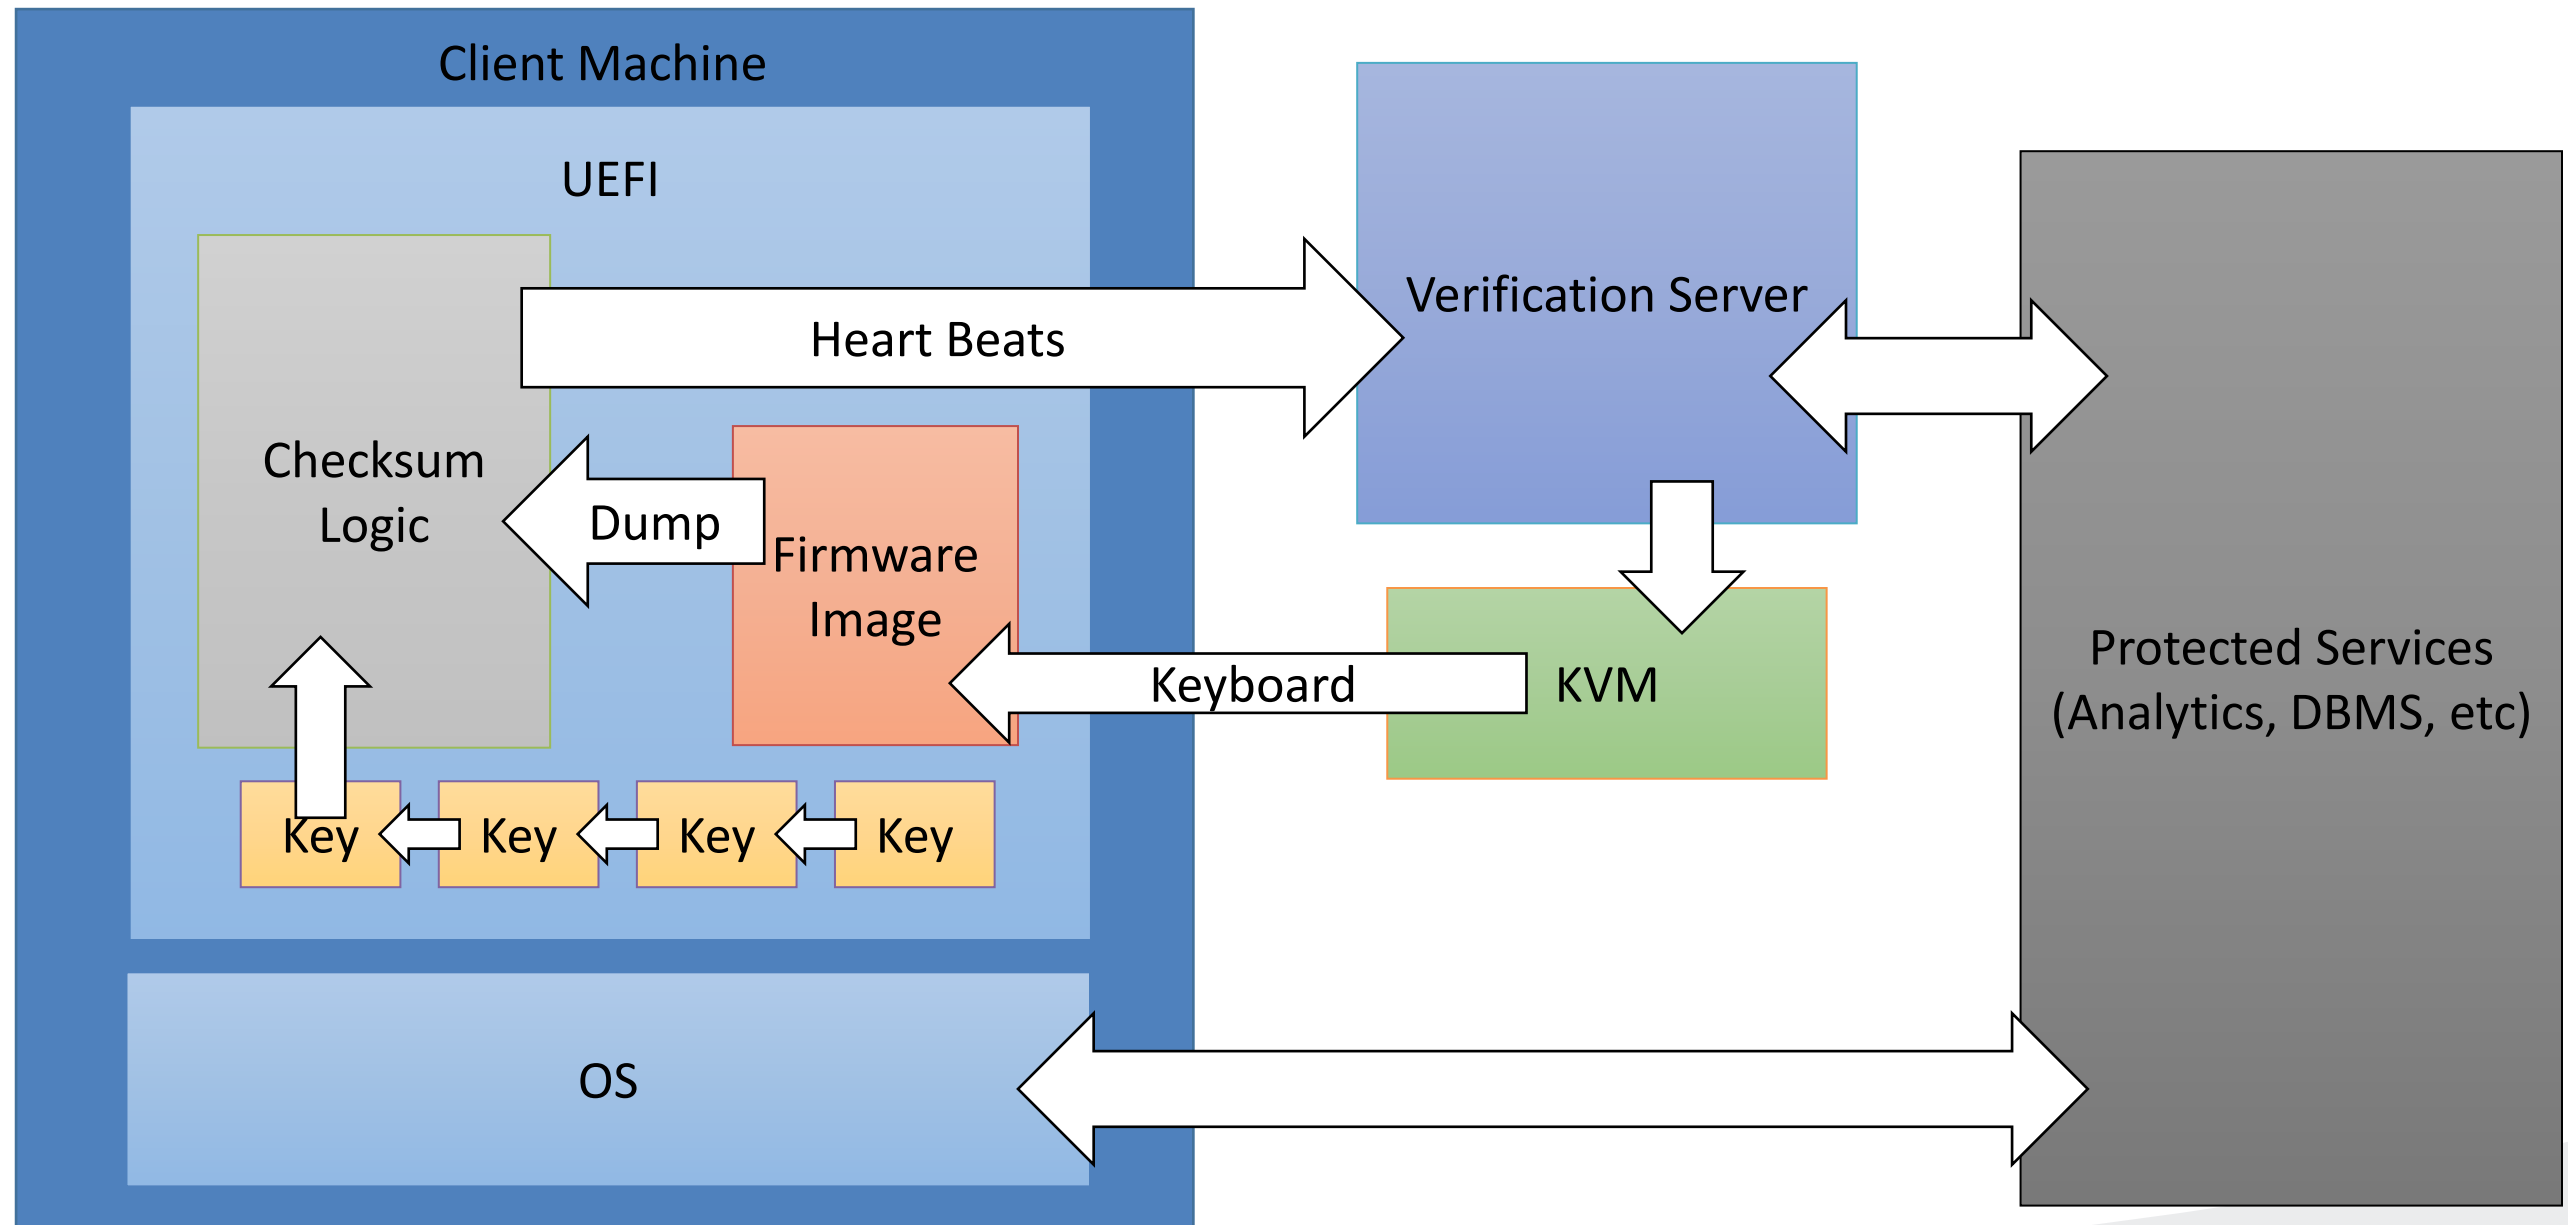 Client Machine
UEFI
Checksum
Logic
Heart Beats
Dump
Firmware
Image
Key
Key
Key
Key
OS
Verification Server
Keyboard
KVM
Protected Services
(Analytics, DBMS, etc)